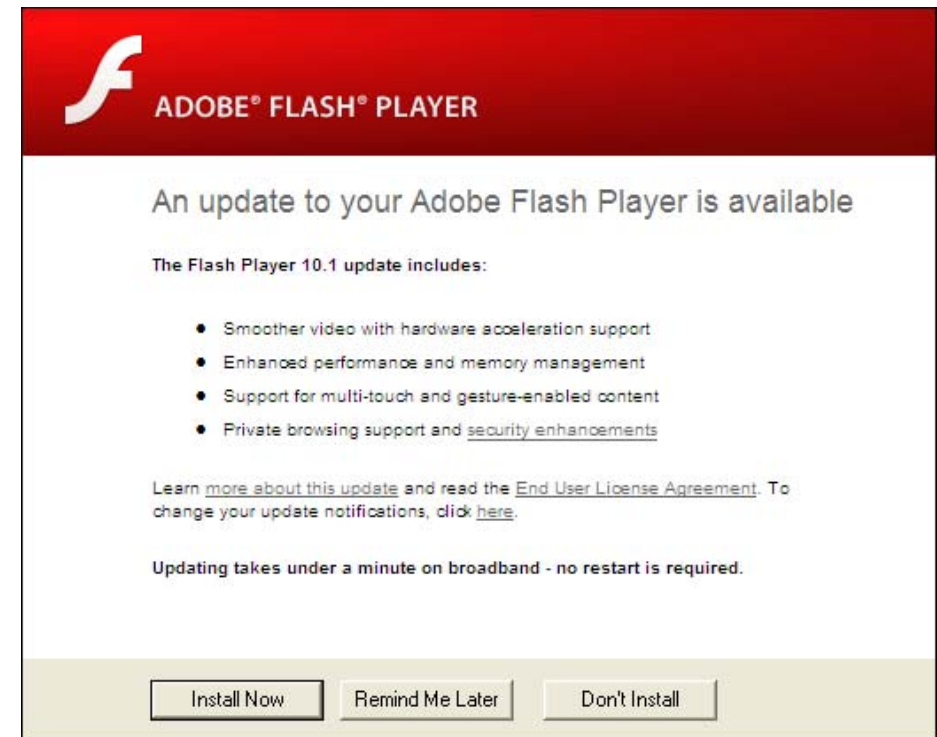 ADOBE® FLASH® PLAYER
An update to your Adobe Flash Player is available
The Flash Player 10.1 update includes:
● Smoother video with hardware acceleration support
● Enhanced performance and memory management
● Support for multi-touch and gesture-enabled content
● Private browsing support and security enhancements
Learn more about this update and read the End User License Agreement. To
change your update notifications, click here.
Updating takes under a minute on broadband - no restart is required.
Install Now Remind Me Later Don't Install